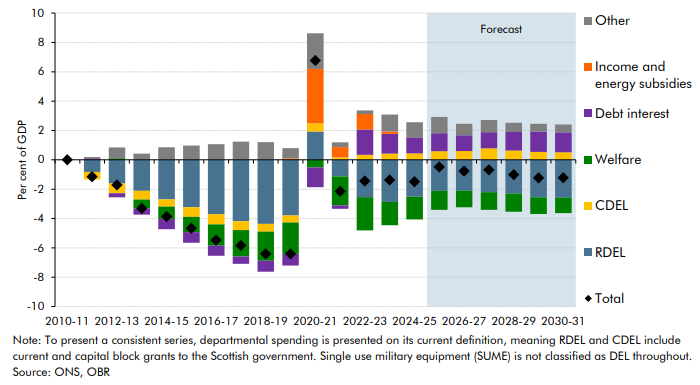 10
8
6
4
2
0
-2
-4
-6
-8
-10
Per cent of GDP
Forecast
2010-11 2012-13 2014-15 2016-17 2018-19 2020-21 2022-23 2024-25 2026-27 2028-29 2030-31
Other
Income and
energy subsidies
Debt interest
Welfare
CDEL
RDEL
Total
Note: To present a consistent series, departmental spending is presented on its current definition, meaning RDEL and CDEL include
current and capital block grants to the Scottish government. Single use military equipment (SUME) is not classified as DEL throughout.
Source: ONS, OBR